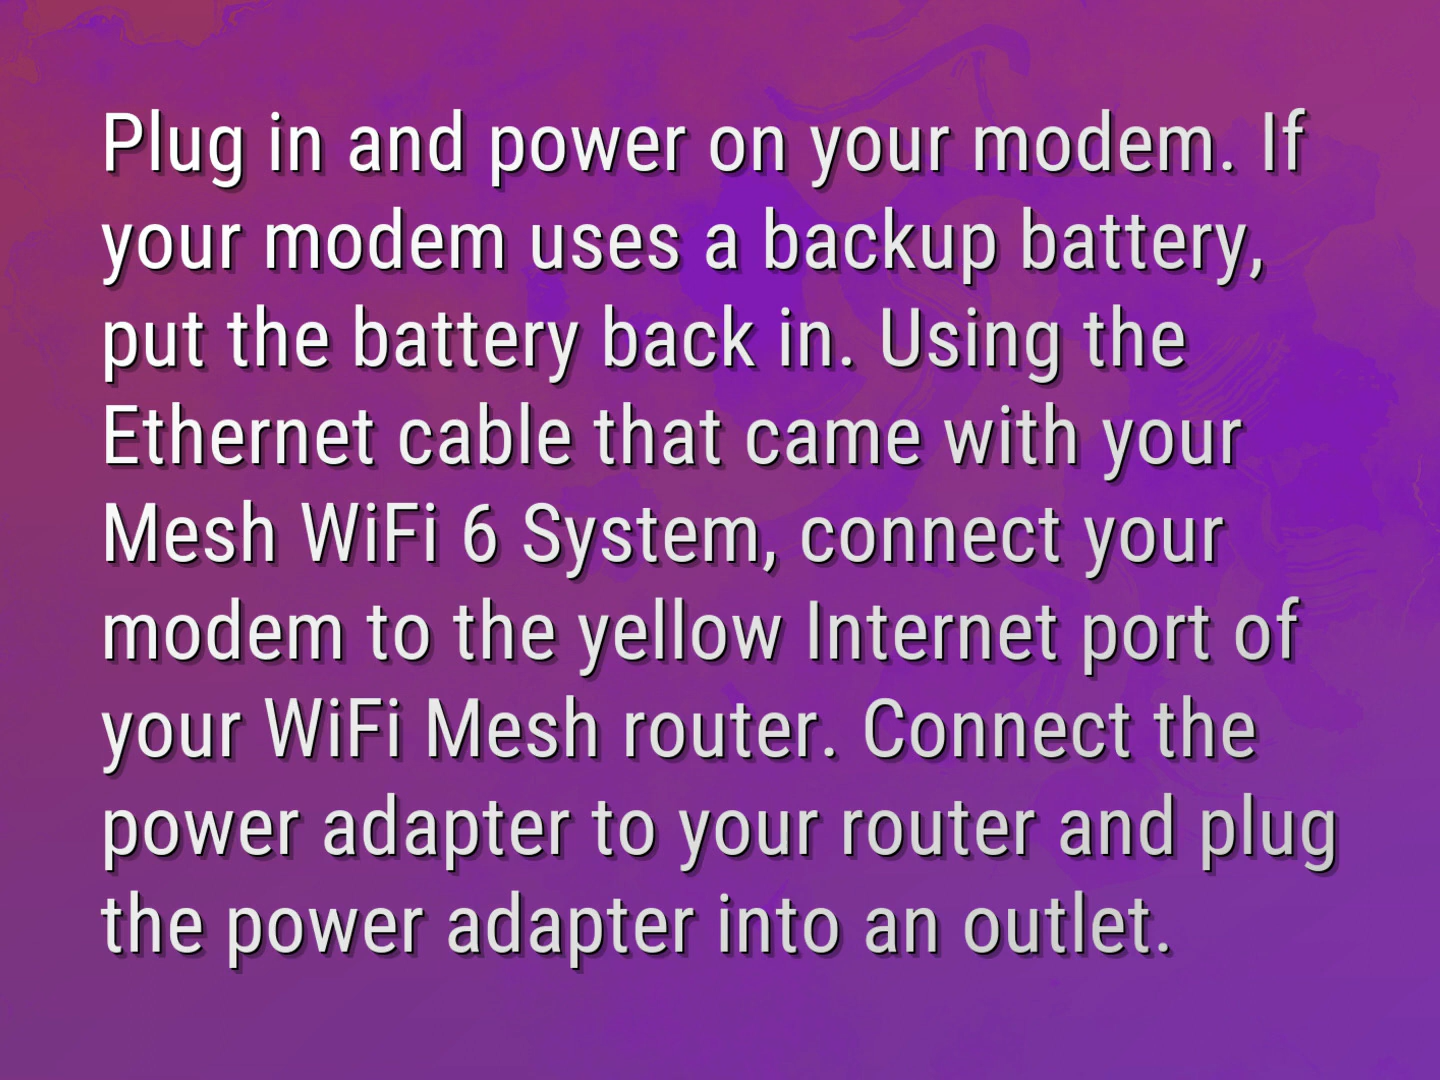 Plug in and power on your modem. If
your modem uses a backup battery,
put the battery back in. Using the
Ethernet cable that came with your
Mesh WiFi 6 System, connect your
modem to the yellow Internet port of
your WiFi Mesh router. Connect the
power adapter to your router and plug
the power adapter into an outlet.